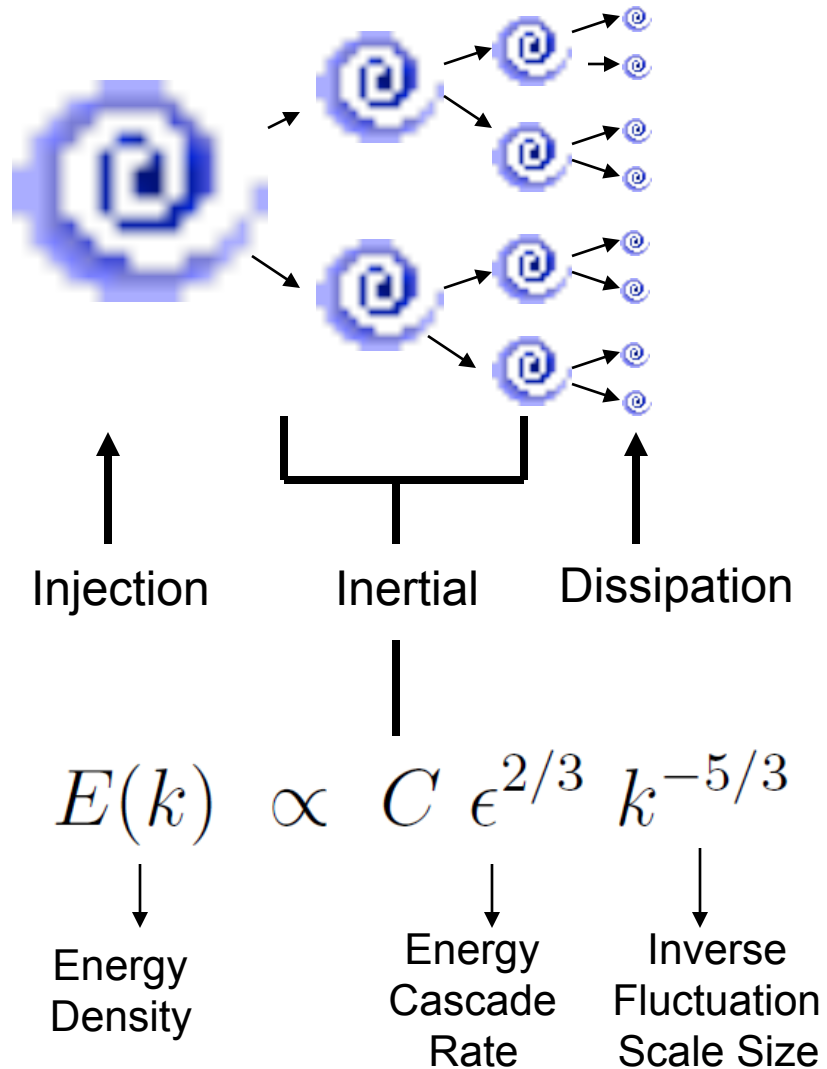 Injection Inertial Dissipation
E(k) ∝ C ϵ^{2/3} k^{-5/3}
Energy
Density
Energy
Cascade
Rate
Inverse
Fluctuation
Scale Size